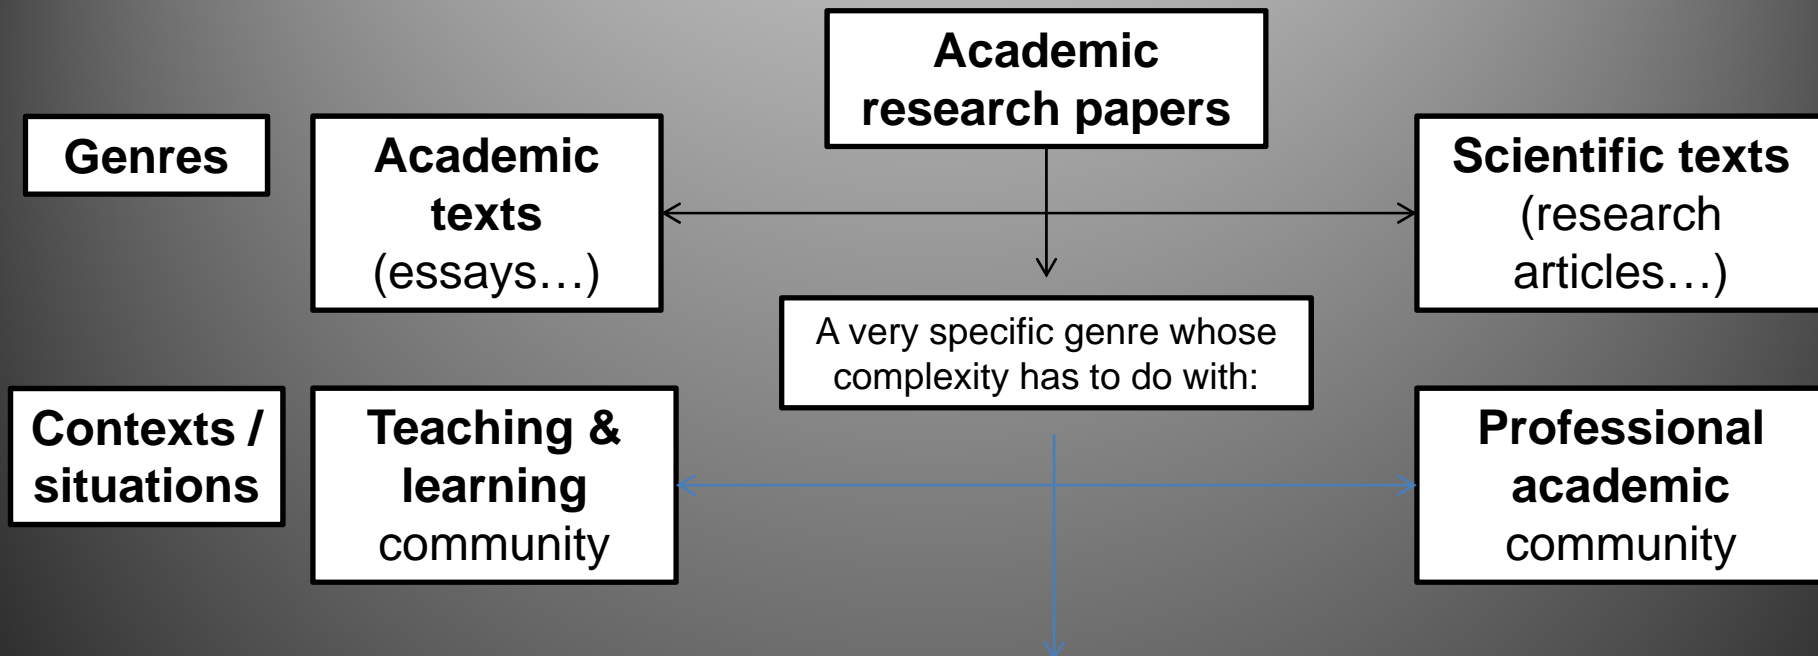 Academic
research papers
Genres
Academic
texts
(essays…)
Scientific texts
(research
articles…)
A very specific genre whose
complexity has to do with:
Contexts /
situations
Teaching &
learning
community
Professional
academic
community